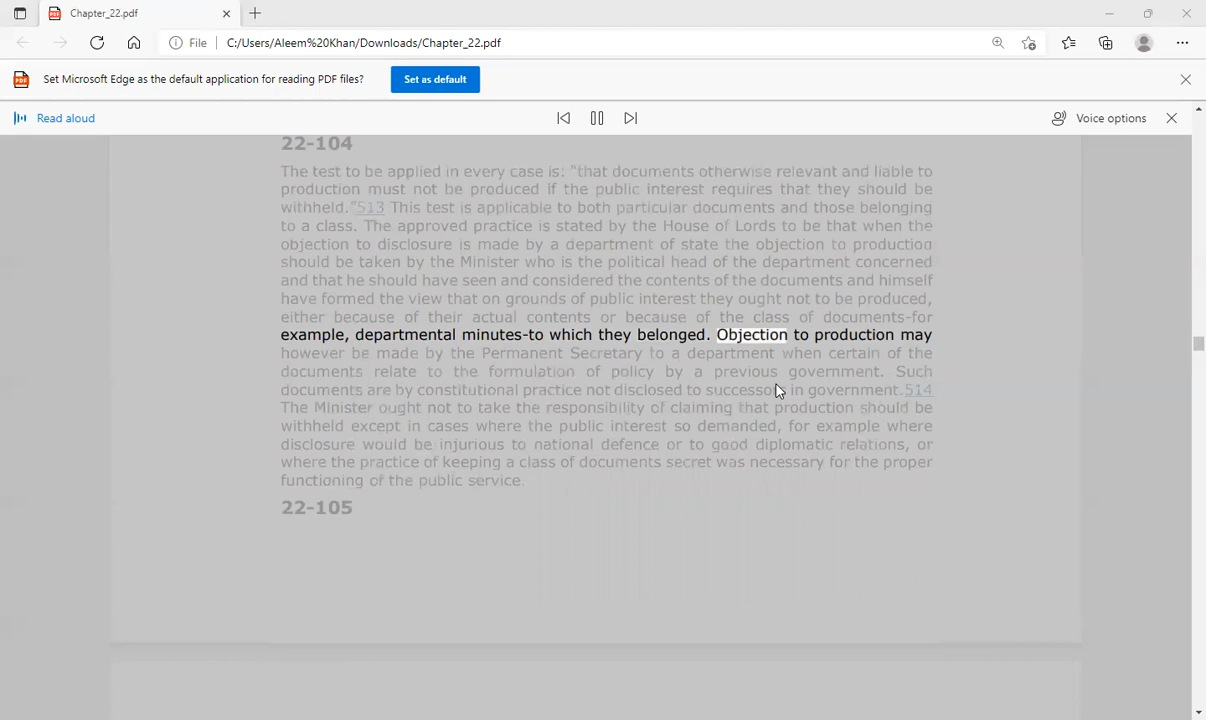 Chapter_22.pdf
File
C:/Users/Aleem%20Khan/Downloads/Chapter_22.pdf
Set Microsoft Edge as the default application for reading PDF files?
Set as default
Read aloud
Voice options
22-104
The test to be applied in every case is: "that documents otherwise relevant and liable to
production must not be produced if the public interest requires that they should be
withheld."513 This test is applicable to both particular documents and those belonging
to a class. The approved practice is stated by the House of Lords to be that when the
objection to disclosure is made by a department of state the objection to production
should be taken by the Minister who is the political head of the department concerned
and that he should have seen and considered the contents of the documents and himself
have formed the view that on grounds of public interest they ought not to be produced,
either because of their actual contents or because of the class of documents-for
example, departmental minutes-to which they belonged. Objection to production may
however be made by the Permanent Secretary to a department when certain of the
documents relate to the formulation of policy by a previous government. Such
documents are by constitutional practice not disclosed to successors in government.514
The Minister ought not to take the responsibility of claiming that production should be
withheld except in cases where the public interest so demanded, for example where
disclosure would be injurious to national defence or to good diplomatic relations, or
where the practice of keeping a class of documents secret was necessary for the proper
functioning of the public service.
22-105